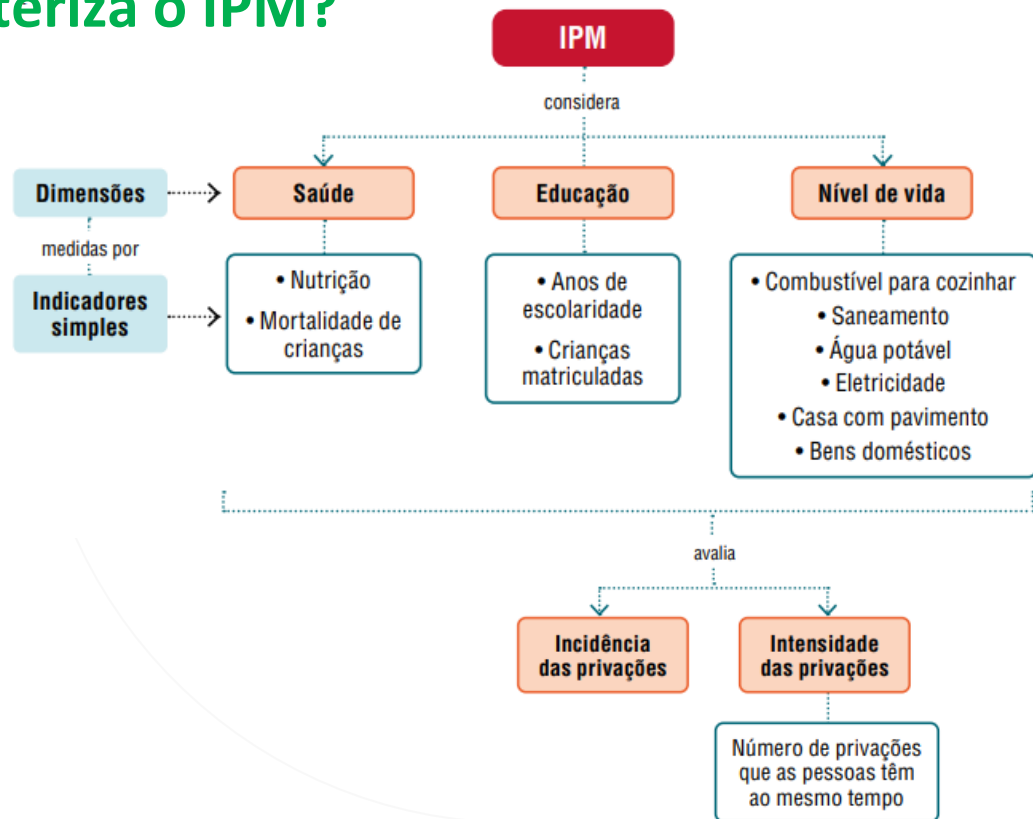 teriza o IPM?
IPM
considera
Dimensões
Saúde
Educação
Nível de vida
medidas por
Indicadores
simples
• Nutrição
• Mortalidade de
crianças
• Anos de
escolaridade
• Crianças
matriculadas
• Combustível para cozinhar
• Saneamento
• Água potável
• Eletricidade
• Casa com pavimento
• Bens domésticos
avalia
Incidência
das privações
Intensidade
das privações
Número de privações
que as pessoas têm
ao mesmo tempo